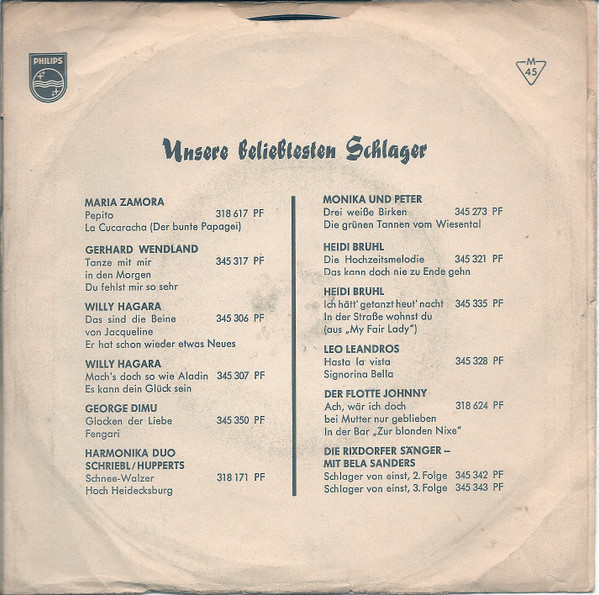 PHILIPS
M
45
Unsere beliebtesten Schlager
MARIA ZAMORA
Pepito 318 617 PF
La Cucaracha (Der bunte Papagei)
GERHARD WENDLAND
Tanze mit mir 345 317 PF
in den Morgen
Du fehlst mir so sehr
WILLY HAGARA
Das sind die Beine 345 306 PF
von Jacqueline
Er hat schon wieder etwas Neues
WILLY HAGARA
Mach's doch so wie Aladin 345 307 PF
Es kann dein Glück sein
GEORGE DIMU
Glocken der Liebe 345 350 PF
Fengari
HARMONIKA DUO
SCHRIEBL/HUPPERTS
Schnee-Walzer 318 171 PF
Hoch Heidecksburg
MONIKA UND PETER
Drei weiße Birken 345 273 PF
Die grünen Tannen vom Wiesental
HEIDI BRUHL
Die Hochzeitsmelodie 345 321 PF
Das kann doch nie zu Ende gehn
HEIDI BRUHL
Ich hätt' getanzt heut' nacht 345 335 PF
In der Straße wohnst du
(aus „My Fair Lady")
LEO LEANDROS
Hasta la vista 345 328 PF
Signorina Bella
DER FLOTTE JOHNNY
Ach, wär ich doch 318 624 PF
bei Mutter nur geblieben
In der Bar „Zur blonden Nixe"
DIE RIXDORFER SÄNGER –
MIT BELA SANDERS
Schlager von einst, 2. Folge 345 342 PF
Schlager von einst, 3. Folge 345 343 PF